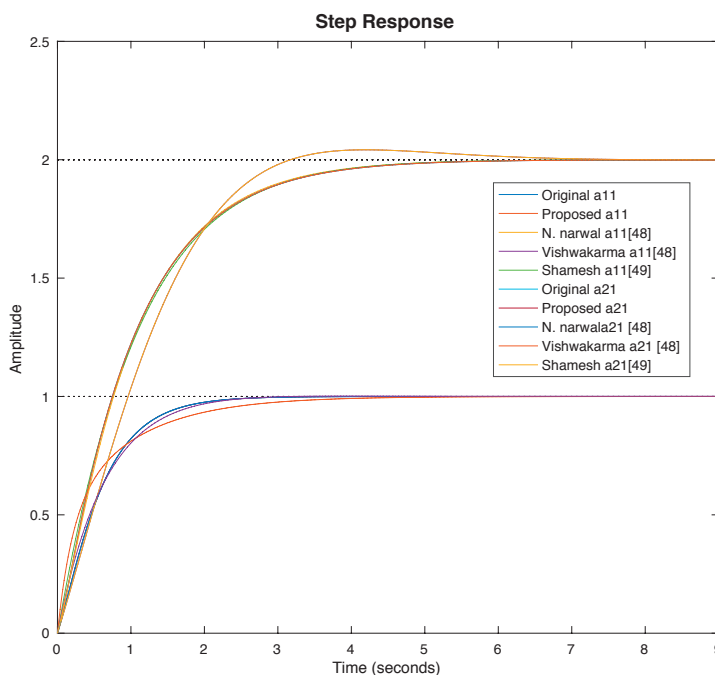 Step Response
2.5
2
1.5
1
0.5
0
Amplitude
Original a11
Proposed a11
N. narwal a11[48]
Vishwakarma a11[48]
Shamesh a11[49]
Original a21
Proposed a21
N. narwala21 [48]
Vishwakarma a21 [48]
Shamesh a21[49]
0 1 2 3 4 5 6 7 8 9
Time (seconds)